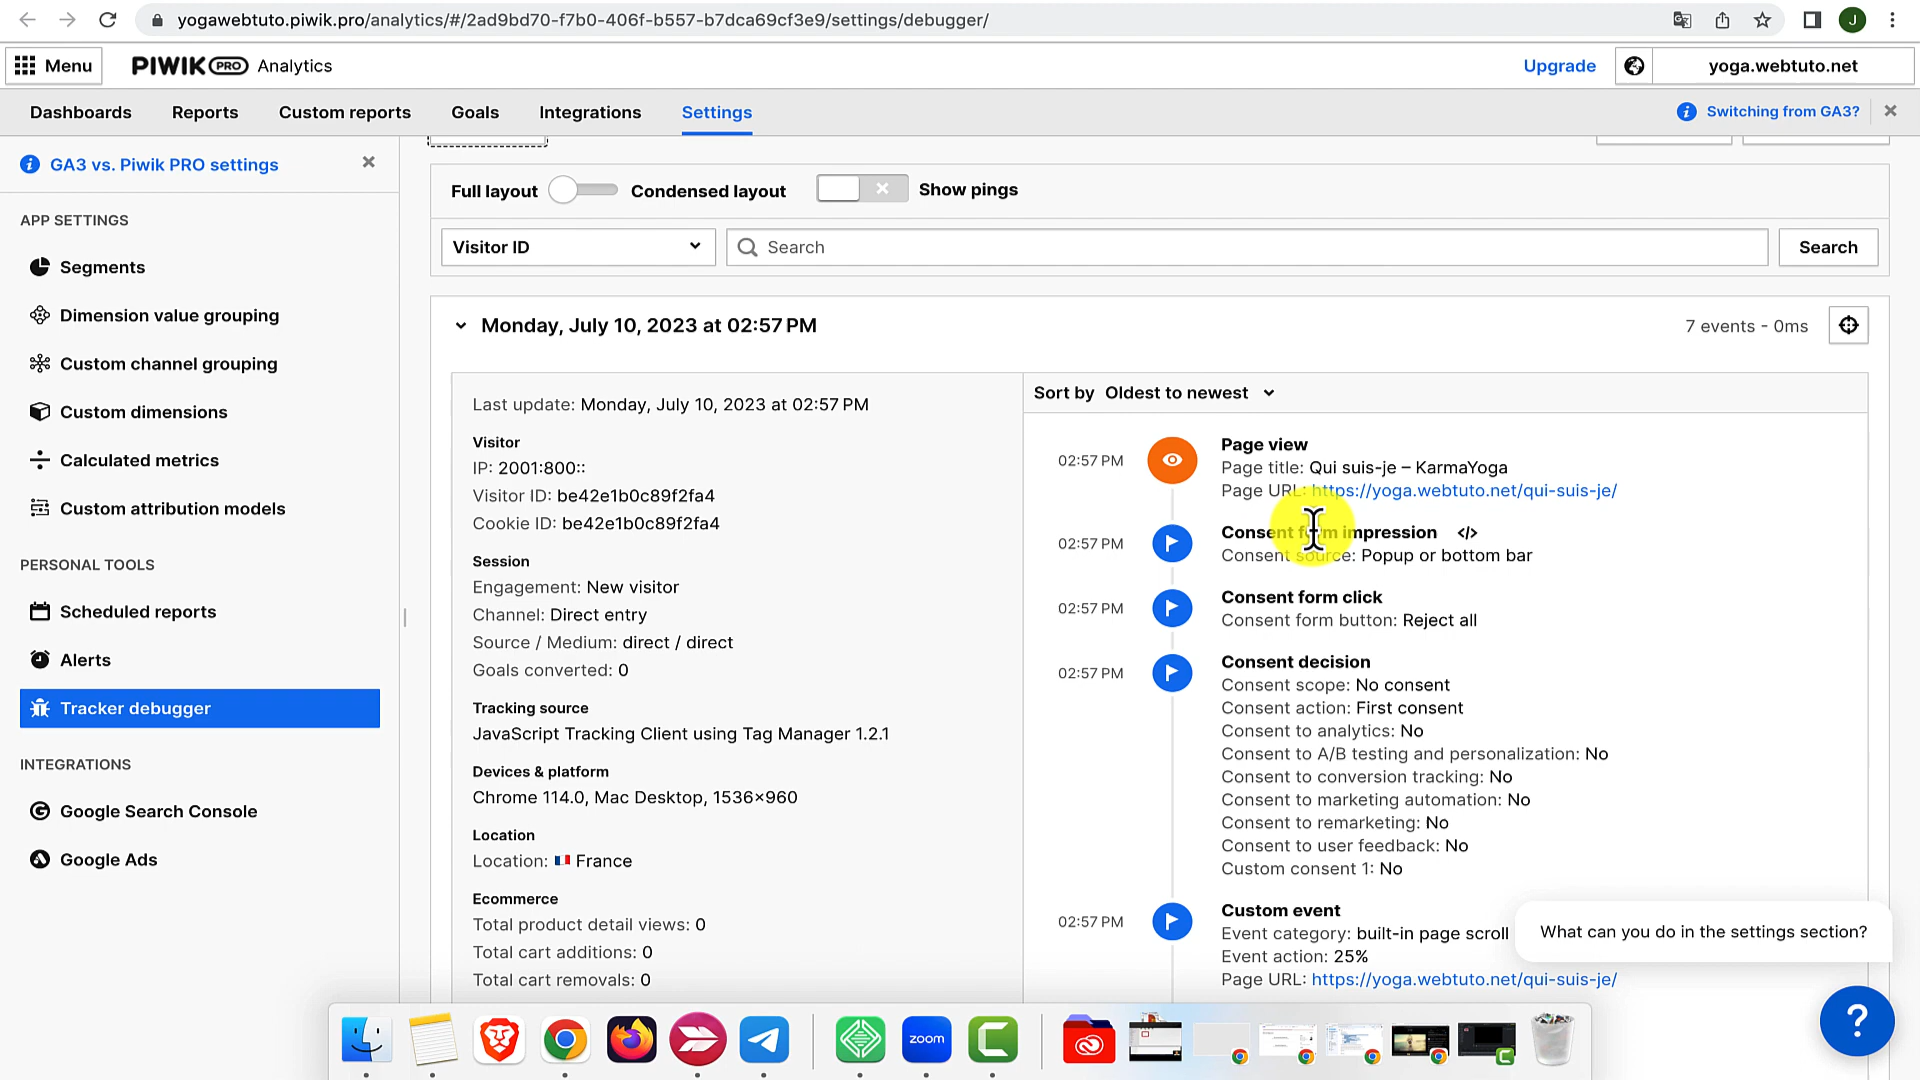 yogawebtuto.piwik.pro/analytics/#/2ad9bd70-f7b0-406f-b557-b7dca69cf3e9/settings/debugger/
J
Menu
PIWIK PRO Analytics
Upgrade
yoga.webtuto.net
Dashboards
Reports
Custom reports
Goals
Integrations
Settings
Switching from GA3?
GA3 vs. Piwik PRO settings
APP SETTINGS
Segments
Dimension value grouping
Custom channel grouping
Custom dimensions
Calculated metrics
Custom attribution models
PERSONAL TOOLS
Scheduled reports
Alerts
Tracker debugger
INTEGRATIONS
Google Search Console
Google Ads
Full layout
Condensed layout
Show pings
Visitor ID
Search
Search
Monday, July 10, 2023 at 02:57 PM
7 events - 0ms
Last update: Monday, July 10, 2023 at 02:57 PM
Visitor
IP: 2001:800::
Visitor ID: be42e1b0c89f2fa4
Cookie ID: be42e1b0c89f2fa4
Session
Engagement: New visitor
Channel: Direct entry
Source / Medium: direct / direct
Goals converted: 0
Tracking source
JavaScript Tracking Client using Tag Manager 1.2.1
Devices & platform
Chrome 114.0, Mac Desktop, 1536×960
Location
Location: France
Ecommerce
Total product detail views: 0
Total cart additions: 0
Total cart removals: 0
Sort by Oldest to newest
02:57 PM
Page view
Page title: Qui suis-je – KarmaYoga
Page URL: https://yoga.webtuto.net/qui-suis-je/
02:57 PM
Consent form impression </>
Consent source: Popup or bottom bar
02:57 PM
Consent form click
Consent form button: Reject all
02:57 PM
Consent decision
Consent scope: No consent
Consent action: First consent
Consent to analytics: No
Consent to A/B testing and personalization: No
Consent to conversion tracking: No
Consent to marketing automation: No
Consent to remarketing: No
Consent to user feedback: No
Custom consent 1: No
02:57 PM
Custom event
Event category: built-in page scroll
Event action: 25%
Page URL: https://yoga.webtuto.net/qui-suis-je/
What can you do in the settings section?
?
zoom